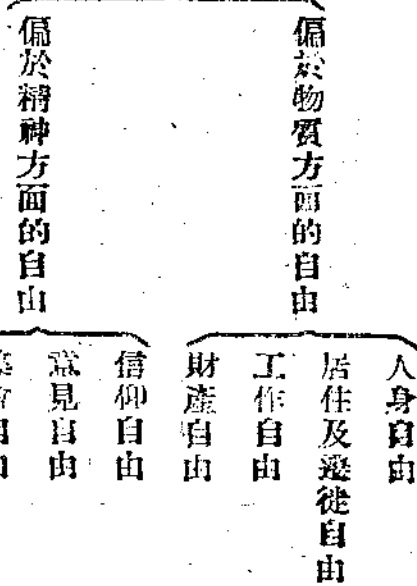 偏於物質方面的自由
人身自由
居住及遷徙自由
工作自由
財產自由
偏於精神方面的自由
信仰自由
意見自由